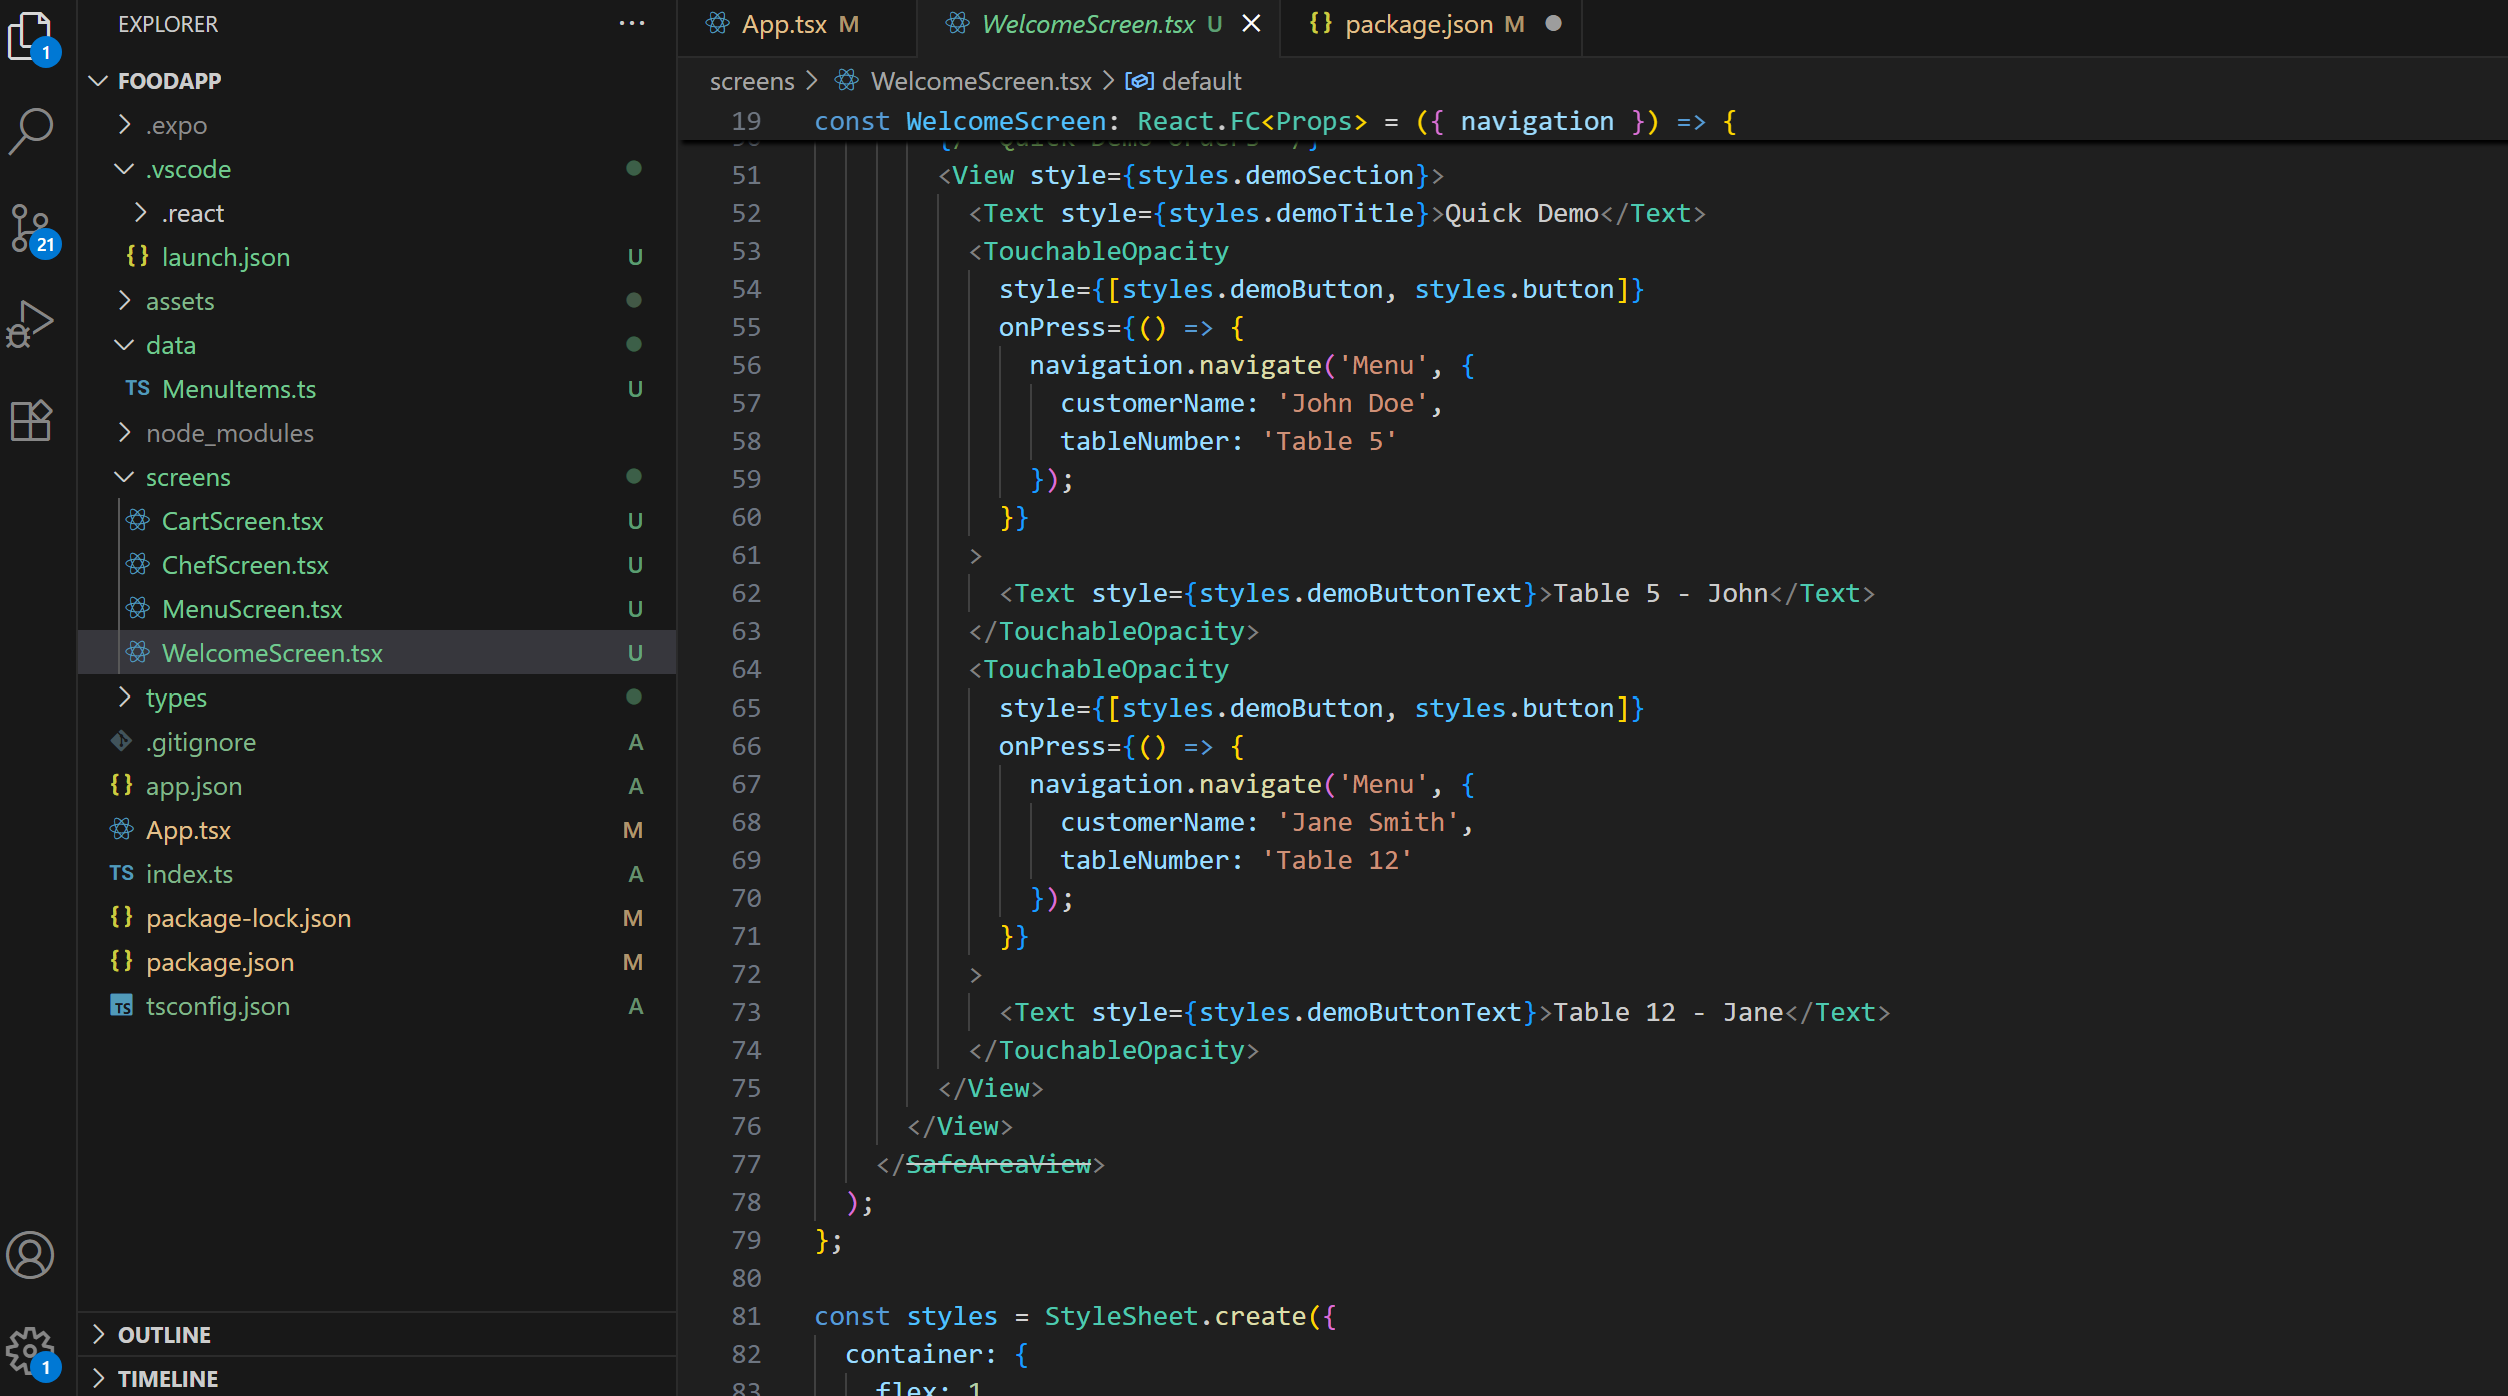 EXPLORER
FOODAPP
.expo
.vscode
.react
{} launch.json U
assets
data
TS MenuItems.ts U
node_modules
screens
CartScreen.tsx U
ChefScreen.tsx U
MenuScreen.tsx U
WelcomeScreen.tsx U
types
.gitignore A
{} app.json A
App.tsx M
TS index.ts A
{} package-lock.json M
{} package.json M
TS tsconfig.json A
OUTLINE
TIMELINE
1
21
1
App.tsx M
WelcomeScreen.tsx U
{} package.json M
screens > WelcomeScreen.tsx > default
19 const WelcomeScreen: React.FC<Props> = ({ navigation }) => {
51 <View style={styles.demoSection}>
52 <Text style={styles.demoTitle}>Quick Demo</Text>
53 <TouchableOpacity
54 style={[styles.demoButton, styles.button]}
55 onPress={() => {
56 navigation.navigate('Menu', {
57 customerName: 'John Doe',
58 tableNumber: 'Table 5'
59 });
60 }}
61 >
62 <Text style={styles.demoButtonText}>Table 5 - John</Text>
63 </TouchableOpacity>
64 <TouchableOpacity
65 style={[styles.demoButton, styles.button]}
66 onPress={() => {
67 navigation.navigate('Menu', {
68 customerName: 'Jane Smith',
69 tableNumber: 'Table 12'
70 });
71 }}
72 >
73 <Text style={styles.demoButtonText}>Table 12 - Jane</Text>
74 </TouchableOpacity>
75 </View>
76 </View>
77 </SafeAreaView>
78 );
79 };
80
81 const styles = StyleSheet.create({
82 container: {
83 flex: 1